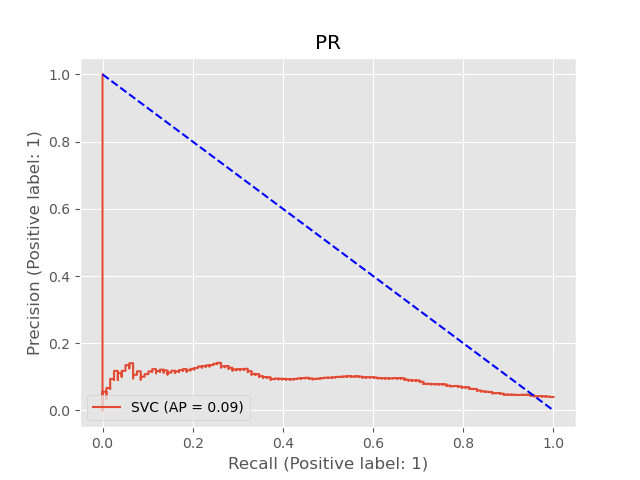 PR
1.0
0.8
0.6
0.4
0.2
0.0
Precision (Positive label: 1)
SVC (AP = 0.09)
0.0 0.2 0.4 0.6 0.8 1.0
Recall (Positive label: 1)